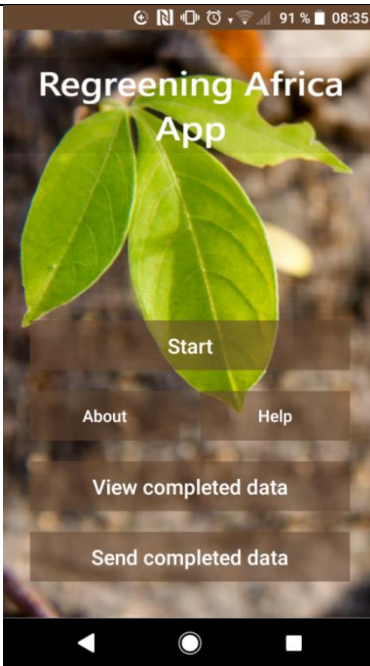 91 % 08:35
Regreening Africa
App
Start
About Help
View completed data
Send completed data